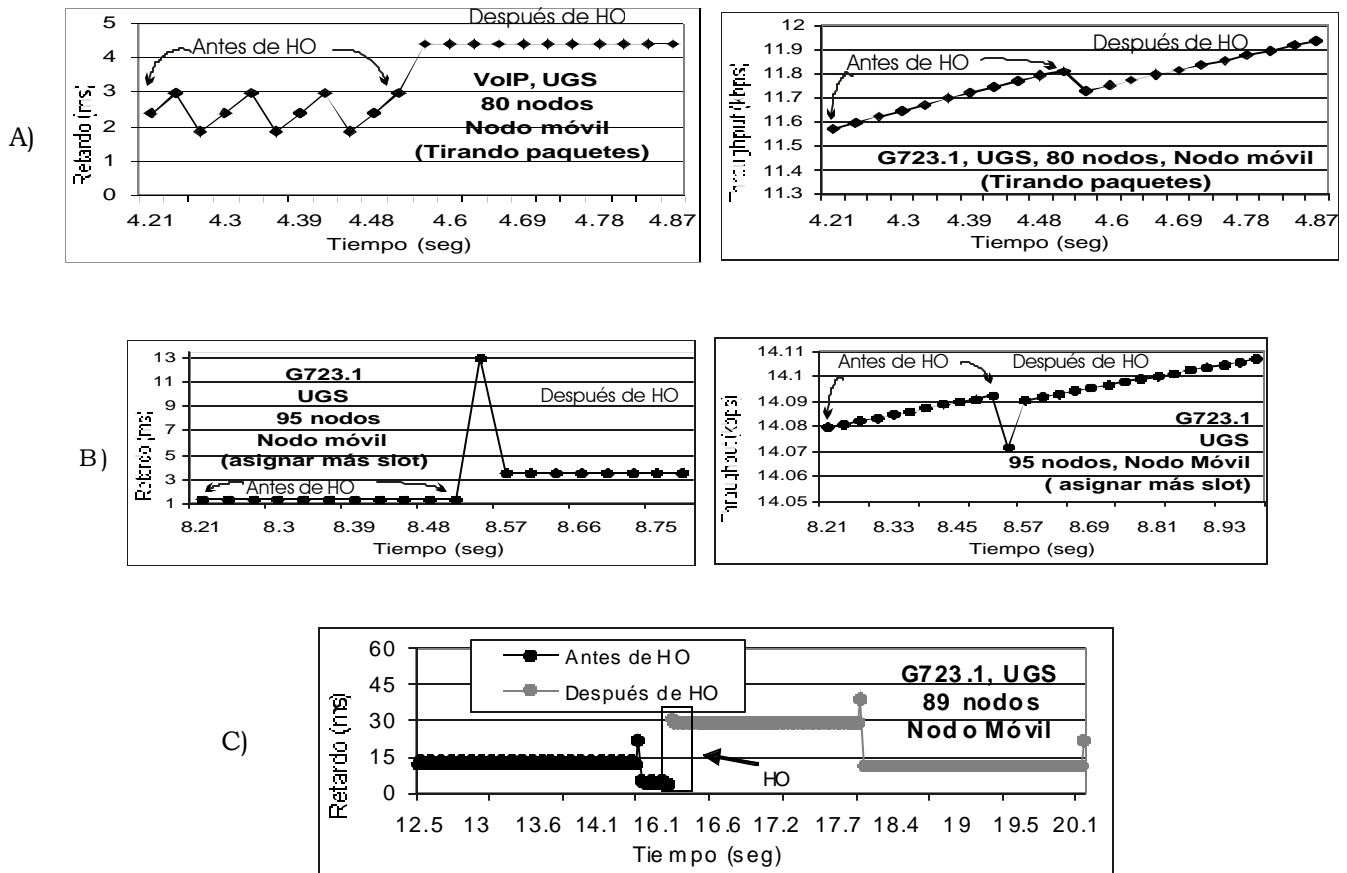 A)
Después de HO
Antes de HO
VoIP, UGS
80 nodos
Nodo móvil
(Tirando paquetes)
Retardo (ms)
5
4
3
2
1
0
4.21 4.3 4.39 4.48 4.6 4.69 4.78 4.87
Tiempo (seg)
Después de HO
Antes de HO
G723.1, UGS, 80 nodos, Nodo móvil
(Tirando paquetes)
Throughput (kbps)
12
11.9
11.8
11.7
11.6
11.5
11.4
11.3
4.21 4.3 4.39 4.48 4.6 4.69 4.78 4.87
Tiempo (seg)
B)
G723.1
UGS
95 nodos
Nodo móvil
(asignar más slot)
Después de HO
Antes de HO
Retardo (ms)
13
11
9
7
5
3
1
8.21 8.3 8.39 8.48 8.57 8.66 8.75
Tiempo (seg)
Antes de HO
Después de HO
G723.1
UGS
95 nodos, Nodo Móvil
( asignar más slot)
Throughput (kbps)
14.11
14.1
14.09
14.08
14.07
14.06
14.05
8.21 8.33 8.45 8.57 8.69 8.81 8.93
Tiempo (seg)
C)
Antes de HO
Después de HO
G723.1, UGS
89 nodos
Nodo Móvil
HO
Retardo (ms)
60
45
30
15
0
12.5 13 13.6 14.1 16.1 16.6 17.2 17.7 18.4 19 19.5 20.1
Tiempo (seg)